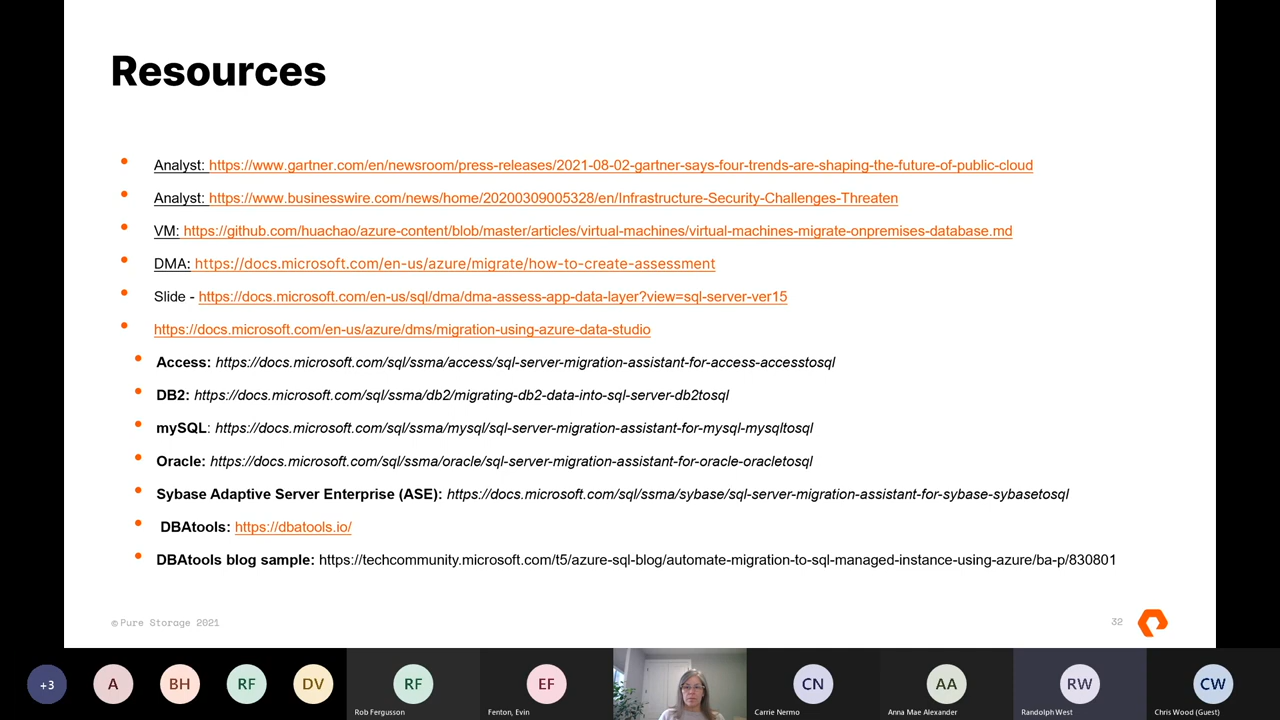 Resources
Analyst: https://www.gartner.com/en/newsroom/press-releases/2021-08-02-gartner-says-four-trends-are-shaping-the-future-of-public-cloud
Analyst: https://www.businesswire.com/news/home/20200309005328/en/Infrastructure-Security-Challenges-Threaten
VM: https://github.com/huachao/azure-content/blob/master/articles/virtual-machines/virtual-machines-migrate-onpremises-database.md
DMA: https://docs.microsoft.com/en-us/azure/migrate/how-to-create-assessment
Slide - https://docs.microsoft.com/en-us/sql/dma/dma-assess-app-data-layer?view=sql-server-ver15
https://docs.microsoft.com/en-us/azure/dms/migration-using-azure-data-studio
Access: https://docs.microsoft.com/sql/ssma/access/sql-server-migration-assistant-for-access-accesstosql
DB2: https://docs.microsoft.com/sql/ssma/db2/migrating-db2-data-into-sql-server-db2tosql
mySQL: https://docs.microsoft.com/sql/ssma/mysql/sql-server-migration-assistant-for-mysql-mysqltosql
Oracle: https://docs.microsoft.com/sql/ssma/oracle/sql-server-migration-assistant-for-oracle-oracletosql
Sybase Adaptive Server Enterprise (ASE): https://docs.microsoft.com/sql/ssma/sybase/sql-server-migration-assistant-for-sybase-sybasetosql
DBAtools: https://dbatools.io/
DBAtools blog sample: https://techcommunity.microsoft.com/t5/azure-sql-blog/automate-migration-to-sql-managed-instance-using-azure/ba-p/830801
© Pure Storage 2021
32
+3 A BH RF DV RF EF CN AA RW CW
Rob Fergusson Fenton, Evin Carrie Nermo Anna Mae Alexander Randolph West Chris Wood (Guest)